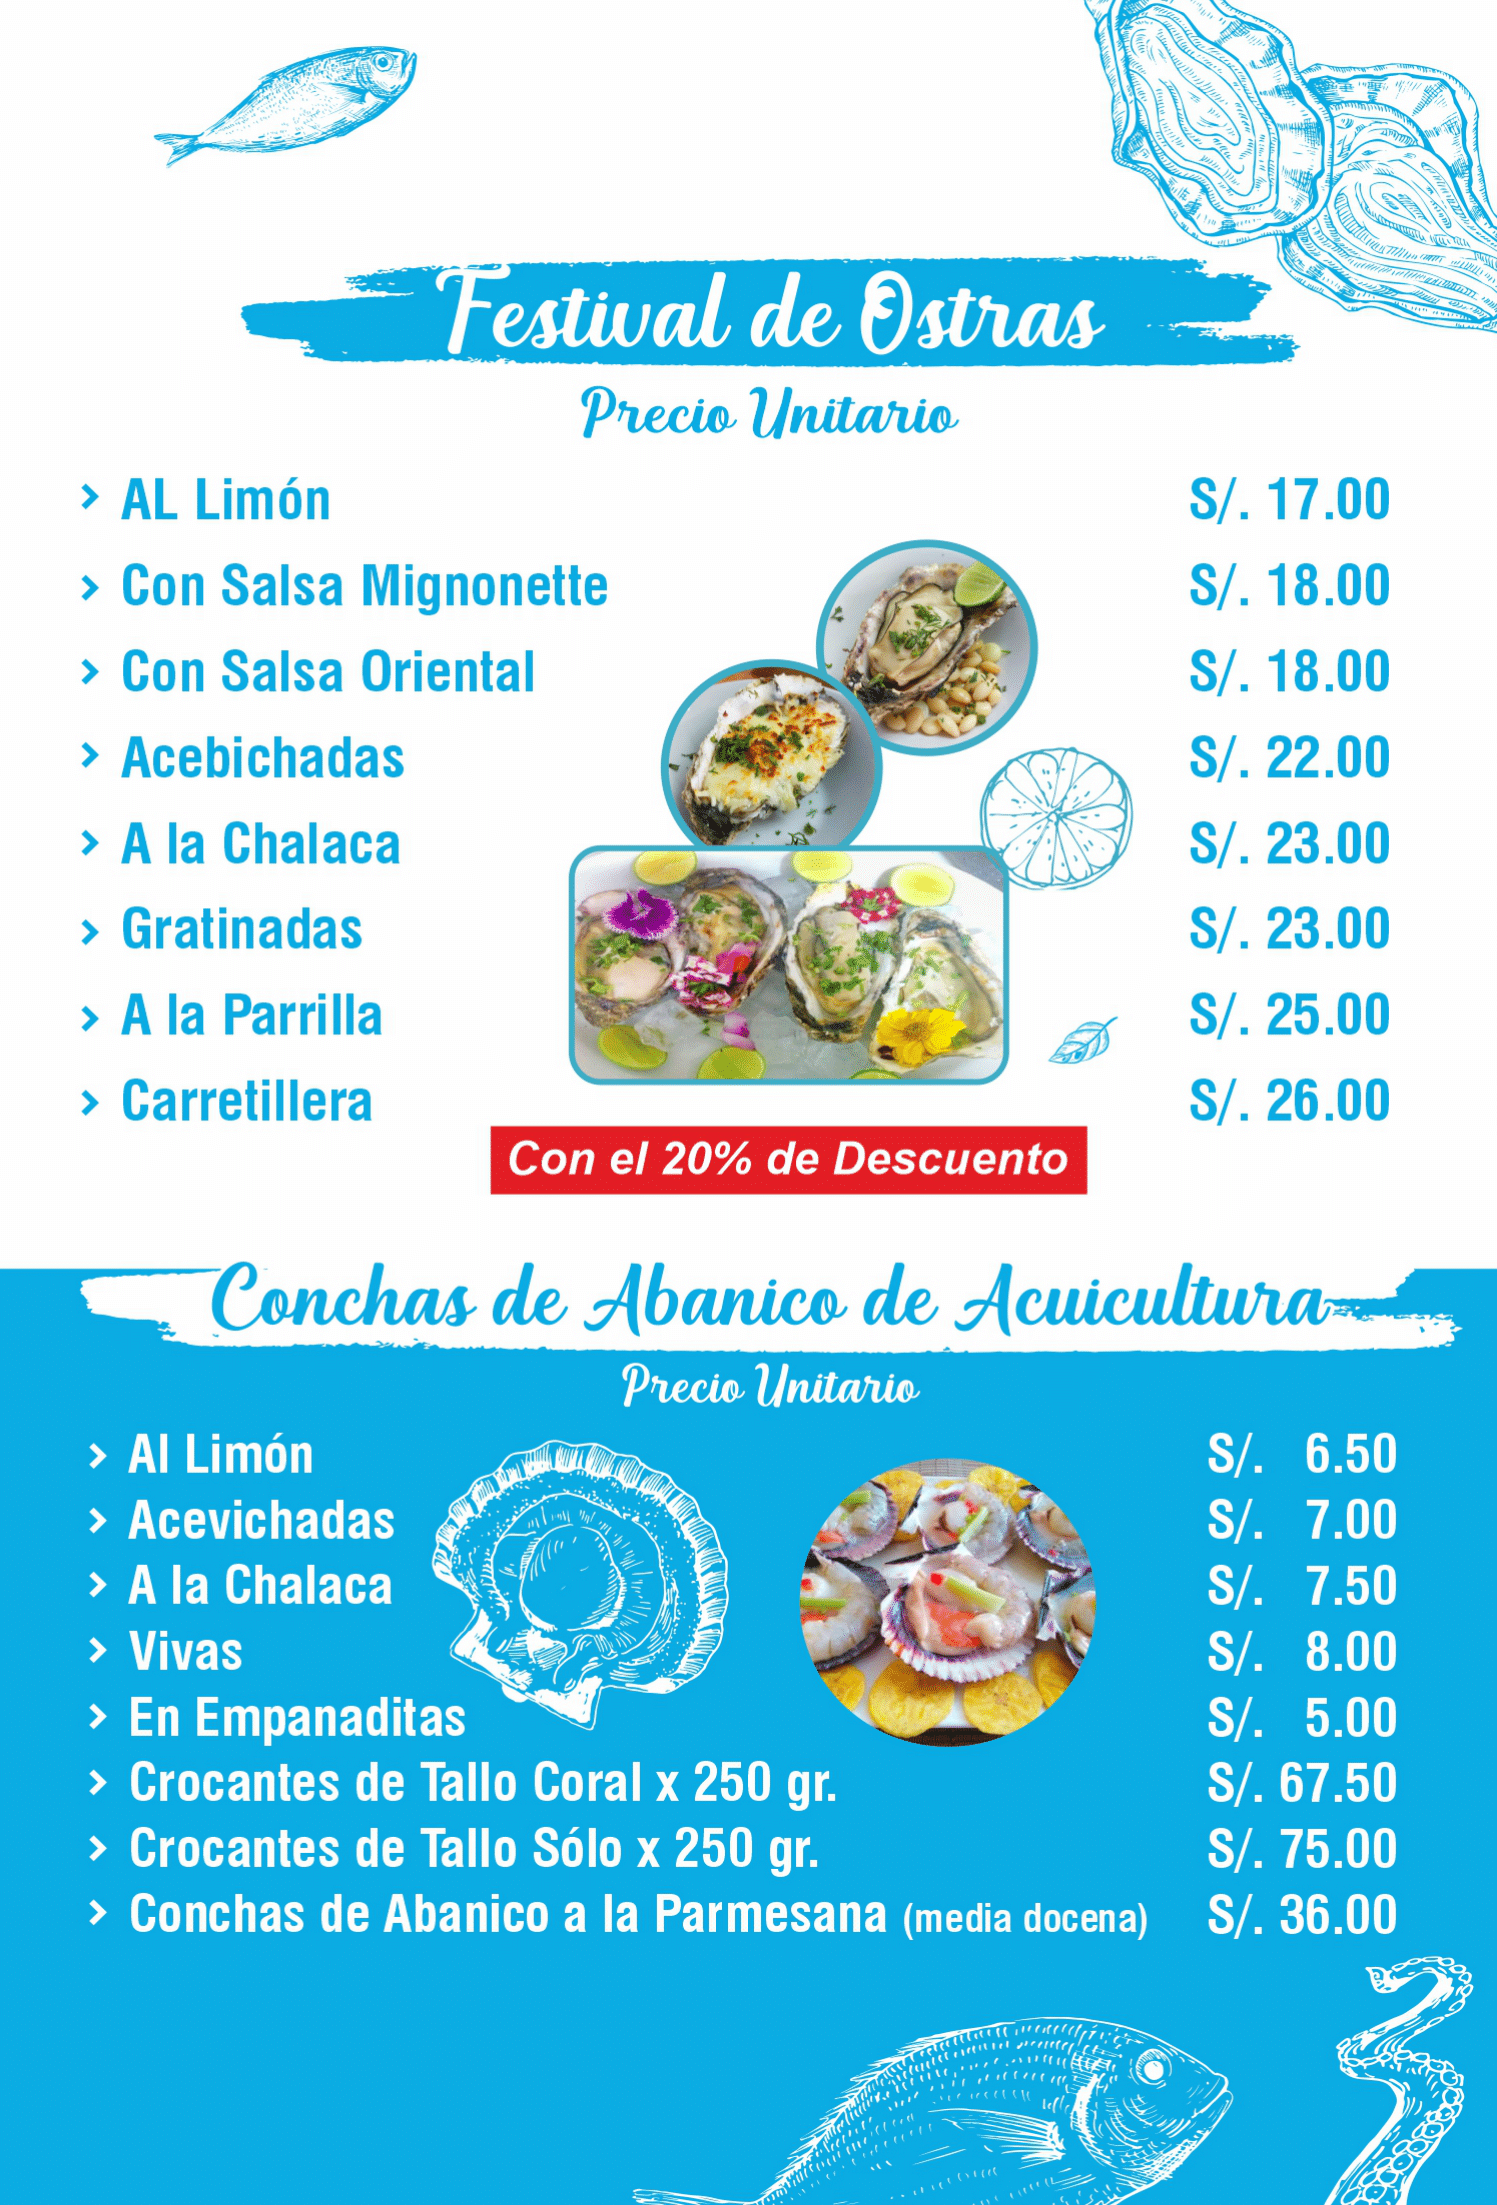 Festival de Ostras
Precio Unitario
> AL Limón S/. 17.00
> Con Salsa Mignonette S/. 18.00
> Con Salsa Oriental S/. 18.00
> Acebichadas S/. 22.00
> A la Chalaca S/. 23.00
> Gratinadas S/. 23.00
> A la Parrilla S/. 25.00
> Carretillera S/. 26.00
Con el 20% de Descuento
Conchas de Abanico de Acuicultura
Precio Unitario
> Al Limón S/. 6.50
> Acevichadas S/. 7.00
> A la Chalaca S/. 7.50
> Vivas S/. 8.00
> En Empanaditas S/. 5.00
> Crocantes de Tallo Coral x 250 gr. S/. 67.50
> Crocantes de Tallo Sólo x 250 gr. S/. 75.00
> Conchas de Abanico a la Parmesana (media docena) S/. 36.00